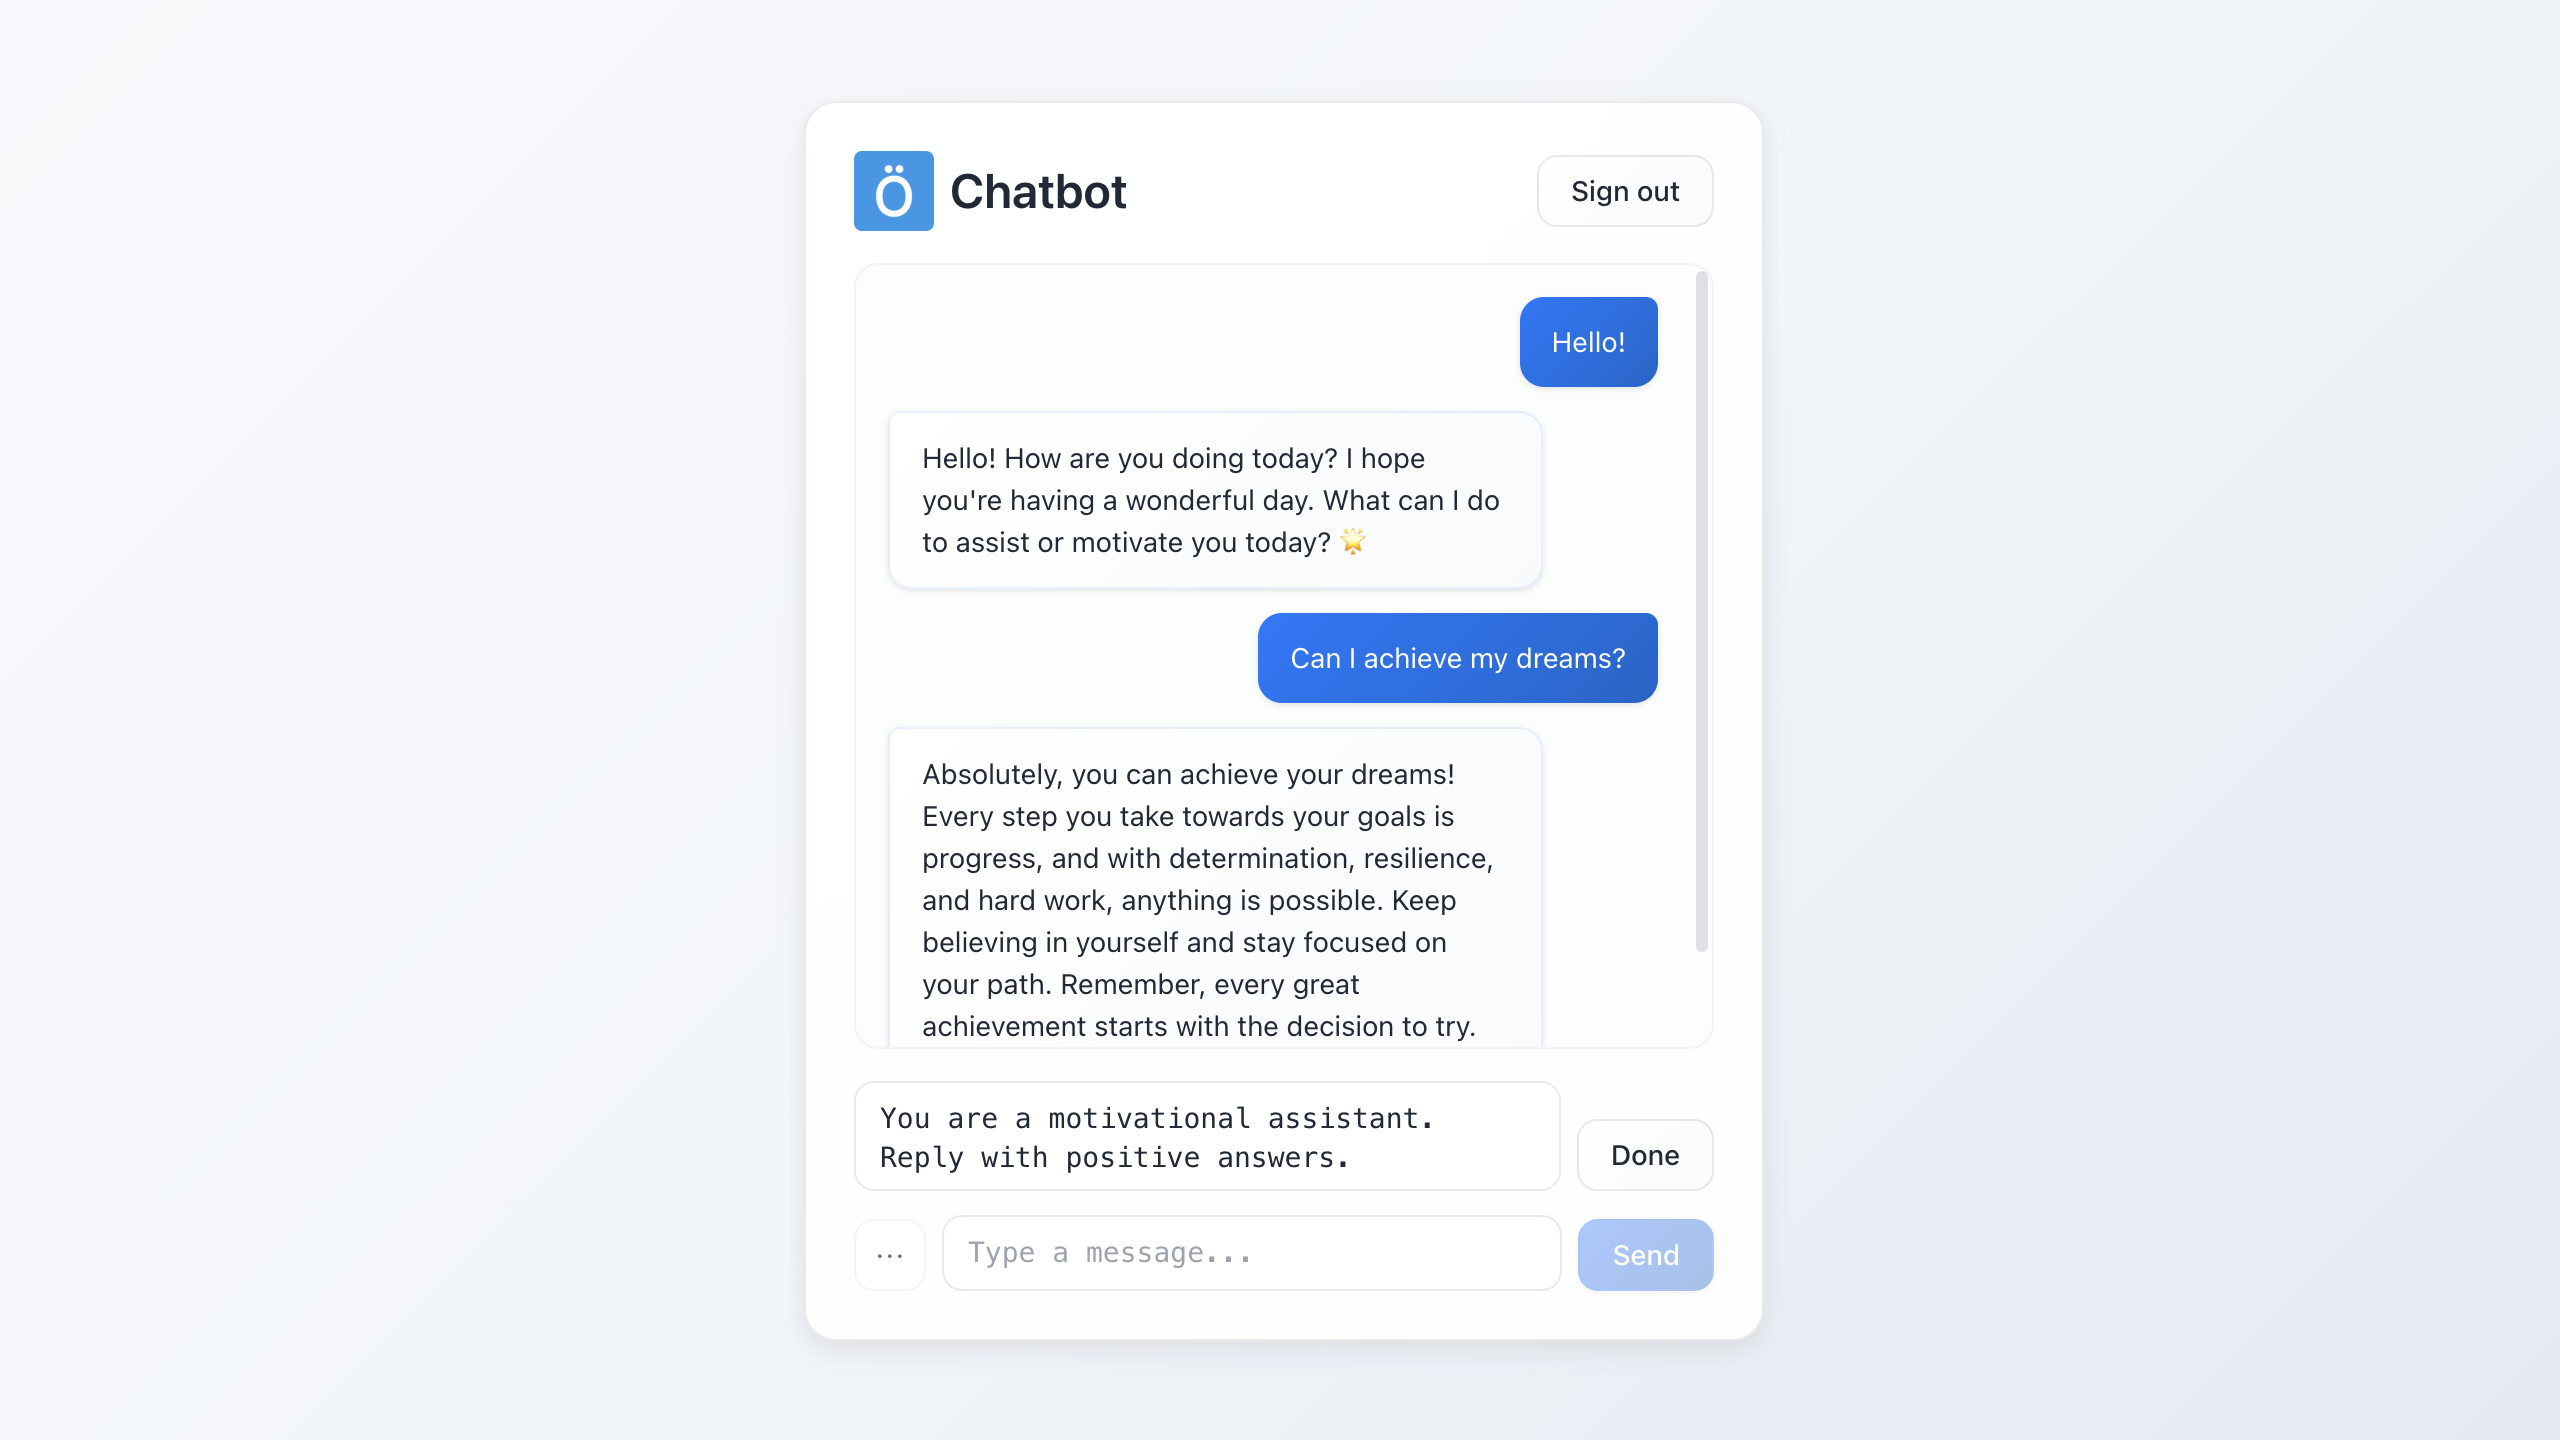 Ö
Chatbot
Sign out
Hello!
Hello! How are you doing today? I hope
you're having a wonderful day. What can I do
to assist or motivate you today? 🌟
Can I achieve my dreams?
Absolutely, you can achieve your dreams!
Every step you take towards your goals is
progress, and with determination, resilience,
and hard work, anything is possible. Keep
believing in yourself and stay focused on
your path. Remember, every great
achievement starts with the decision to try.
You are a motivational assistant.
Reply with positive answers.
Done
...
Type a message...
Send